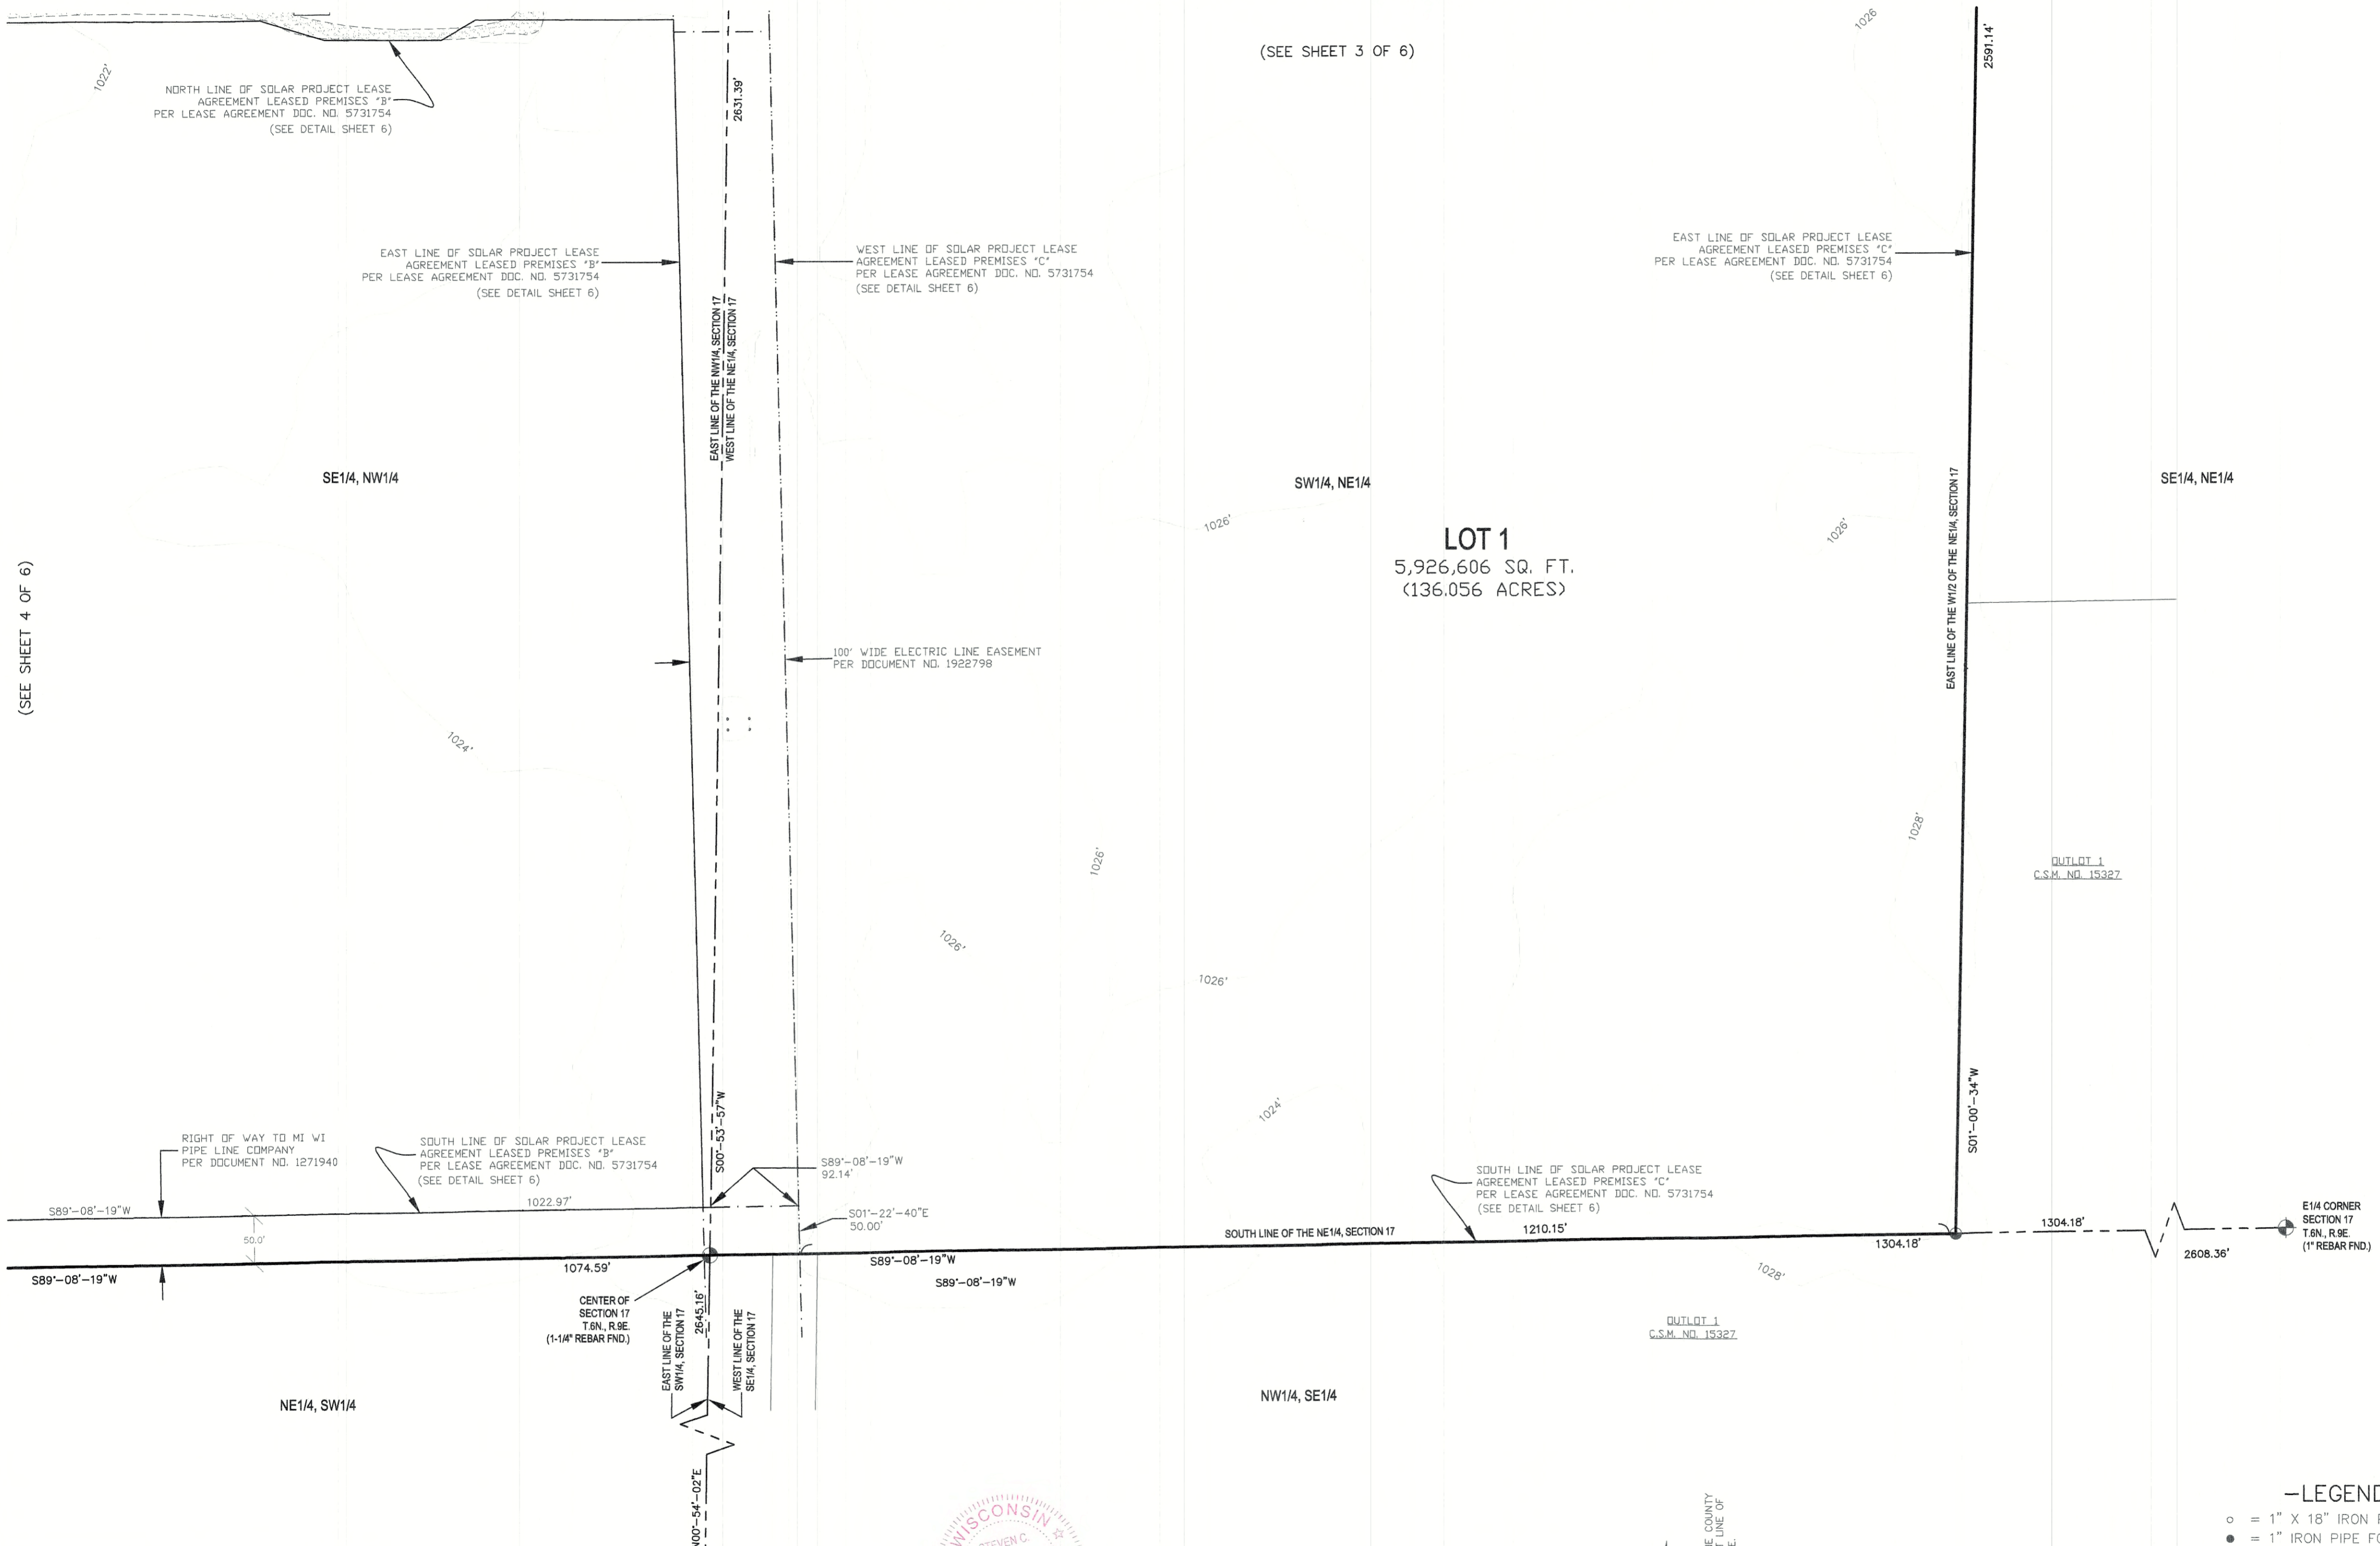 (SEE SHEET 3 OF 6)
1026'
2591.14'
1022'
NORTH LINE OF SOLAR PROJECT LEASE
AGREEMENT LEASED PREMISES "B"
PER LEASE AGREEMENT DOC. NO. 5731754
(SEE DETAIL SHEET 6)
2631.39'
EAST LINE OF SOLAR PROJECT LEASE
AGREEMENT LEASED PREMISES "B"
PER LEASE AGREEMENT DOC. NO. 5731754
(SEE DETAIL SHEET 6)
WEST LINE OF SOLAR PROJECT LEASE
AGREEMENT LEASED PREMISES "C"
PER LEASE AGREEMENT DOC. NO. 5731754
(SEE DETAIL SHEET 6)
EAST LINE OF SOLAR PROJECT LEASE
AGREEMENT LEASED PREMISES "C"
PER LEASE AGREEMENT DOC. NO. 5731754
(SEE DETAIL SHEET 6)
EAST LINE OF THE NW1/4, SECTION 17
WEST LINE OF THE NE1/4, SECTION 17
SE1/4, NW1/4
SW1/4, NE1/4
SE1/4, NE1/4
1026'
1026'
LOT 1
5,926,606 SQ. FT.
(136.056 ACRES)
EAST LINE OF THE W1/2 OF THE NE1/4, SECTION 17
(SEE SHEET 4 OF 6)
100' WIDE ELECTRIC LINE EASEMENT
PER DOCUMENT NO. 1922798
1024'
1028'
1026'
OUTLOT 1
C.S.M. NO. 15327
1026'
1026'
1024'
S00°-53'-57"W
S01°-00'-34"W
RIGHT OF WAY TO MI WI
PIPE LINE COMPANY
PER DOCUMENT NO. 1271940
SOUTH LINE OF SOLAR PROJECT LEASE
AGREEMENT LEASED PREMISES "B"
PER LEASE AGREEMENT DOC. NO. 5731754
(SEE DETAIL SHEET 6)
S89°-08'-19"W
92.14'
SOUTH LINE OF SOLAR PROJECT LEASE
AGREEMENT LEASED PREMISES "C"
PER LEASE AGREEMENT DOC. NO. 5731754
(SEE DETAIL SHEET 6)
S89°-08'-19"W
1022.97'
S01°-22'-40"E
50.00'
50.0'
SOUTH LINE OF THE NE1/4, SECTION 17
1210.15'
1304.18'
1304.18'
2608.36'
E1/4 CORNER
SECTION 17
T.6N., R.9E.
(1" REBAR FND.)
S89°-08'-19"W
1074.59'
S89°-08'-19"W
S89°-08'-19"W
1028'
CENTER OF
SECTION 17
T.6N., R.9E.
(1-1/4" REBAR FND.)
2645.16'
EAST LINE OF THE
SW1/4, SECTION 17
WEST LINE OF THE
SE1/4, SECTION 17
OUTLOT 1
C.S.M. NO. 15327
NE1/4, SW1/4
NW1/4, SE1/4
N00°-54'-02"E
WISCONSIN
STEVEN C.
COUNTY
LINE OF
-LEGEND
○ = 1" X 18" IRON
● = 1" IRON PIPE